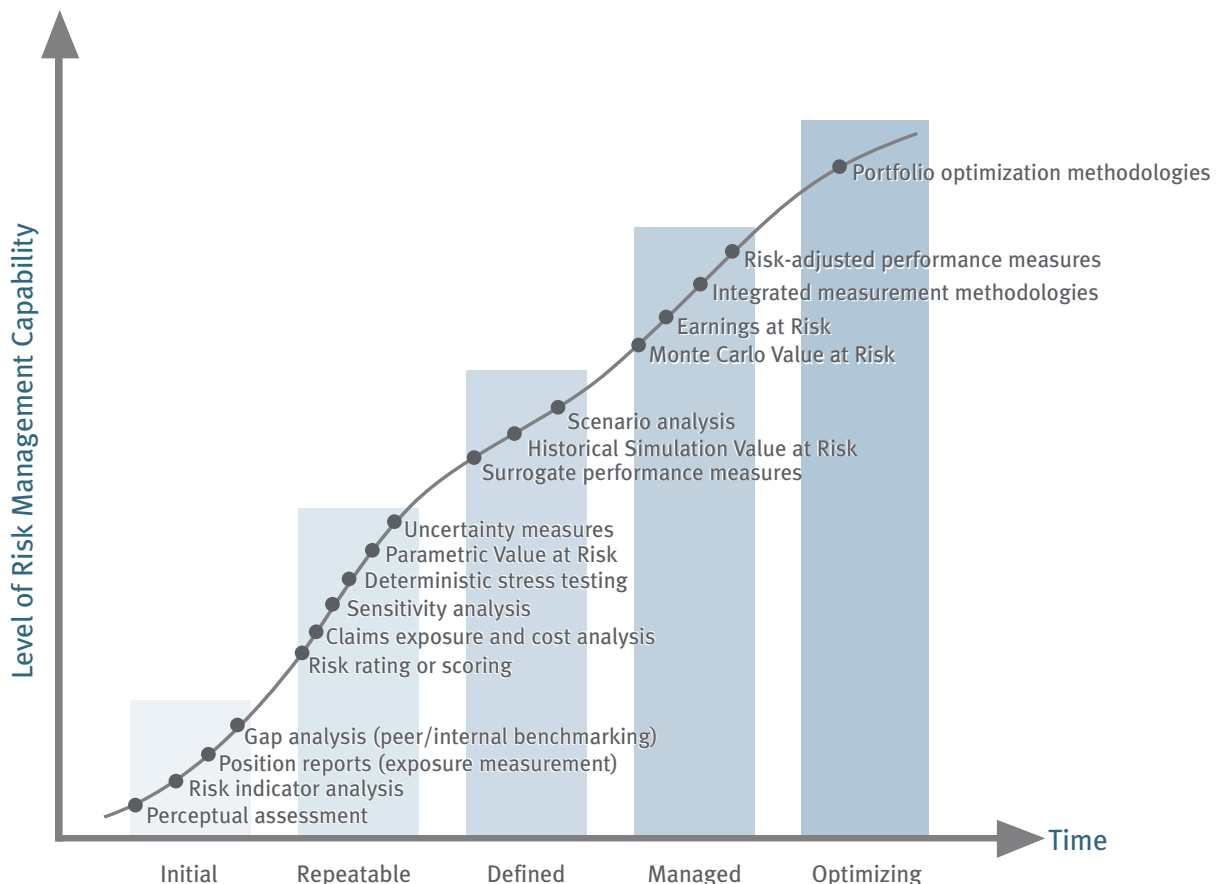 Level of Risk Management Capability
Portfolio optimization methodologies
Risk-adjusted performance measures
Integrated measurement methodologies
Earnings at Risk
Monte Carlo Value at Risk
Scenario analysis
Historical Simulation Value at Risk
Surrogate performance measures
Uncertainty measures
Parametric Value at Risk
Deterministic stress testing
Sensitivity analysis
Claims exposure and cost analysis
Risk rating or scoring
Gap analysis (peer/internal benchmarking)
Position reports (exposure measurement)
Risk indicator analysis
Perceptual assessment
Time
Initial Repeatable Defined Managed Optimizing